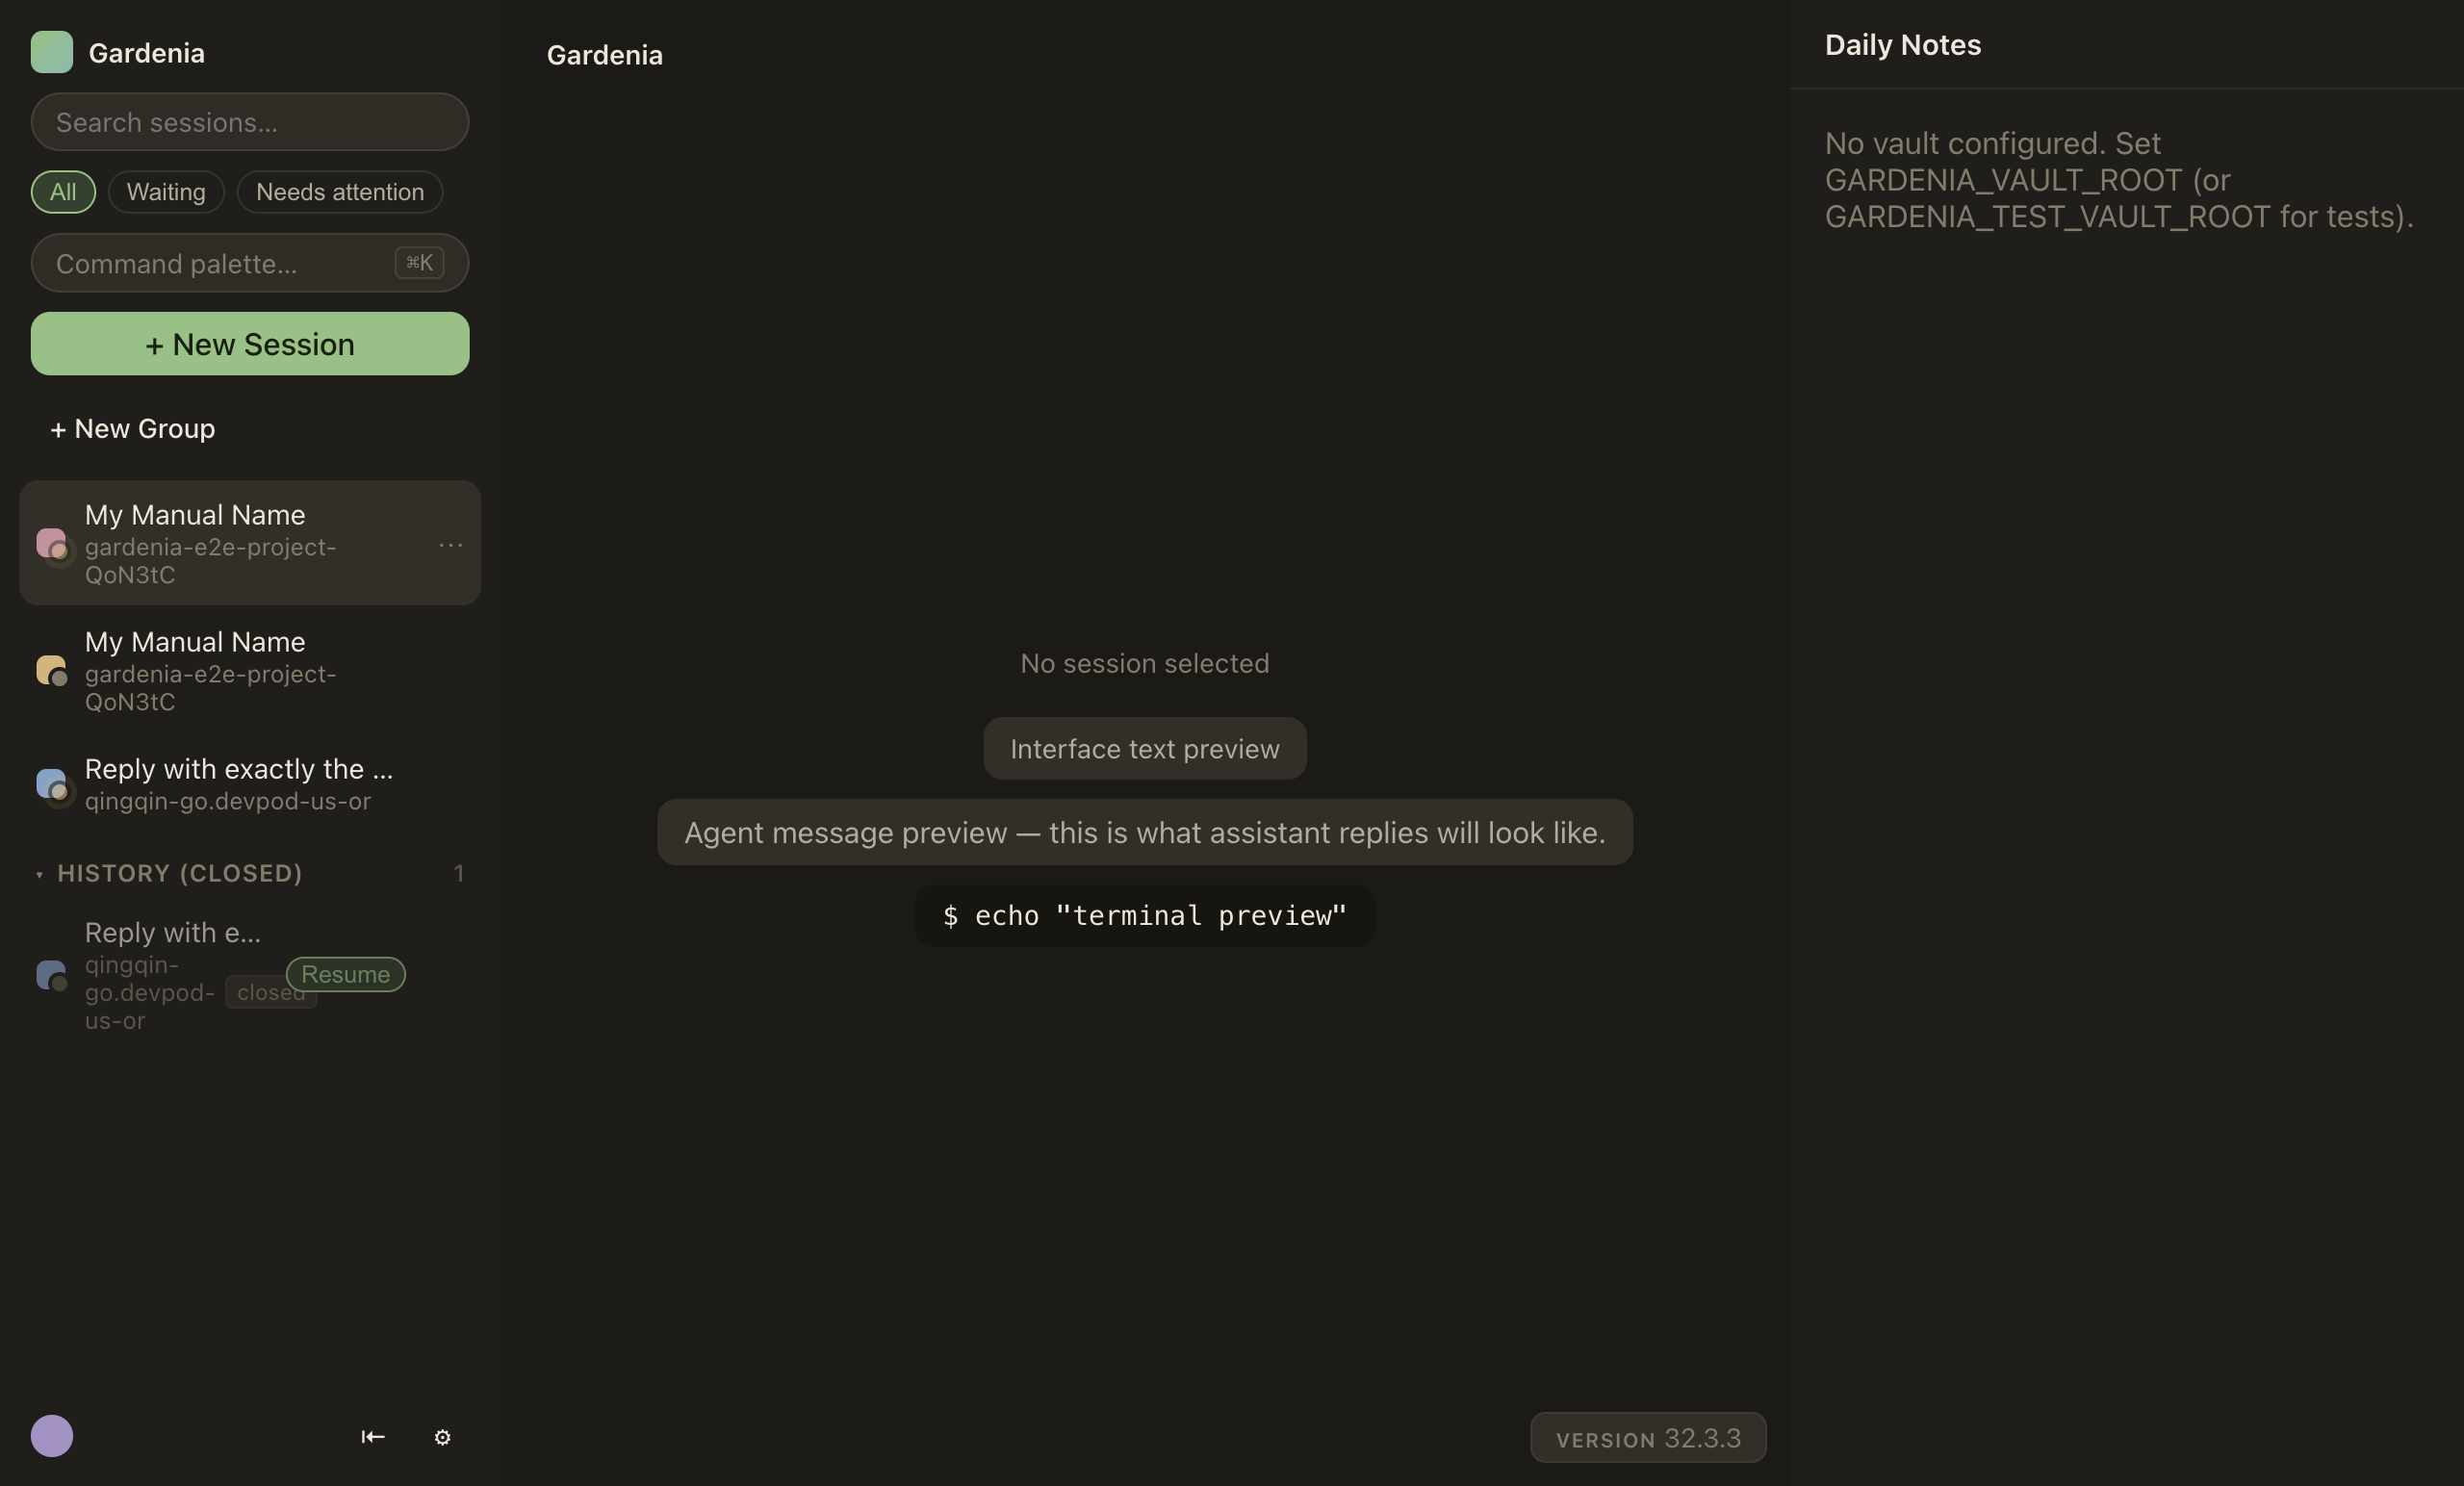 Gardenia
Search sessions...
All
Waiting
Needs attention
Command palette...
⌘K
+ New Session
+ New Group
My Manual Name
gardenia-e2e-project-
QoN3tC
...
My Manual Name
gardenia-e2e-project-
QoN3tC
Reply with exactly the ...
qingqin-go.devpod-us-or
HISTORY (CLOSED)
1
Reply with e...
qingqin-
go.devpod-
us-or
closed
Resume
Gardenia
No session selected
Interface text preview
Agent message preview — this is what assistant replies will look like.
$ echo "terminal preview"
VERSION 32.3.3
Daily Notes
No vault configured. Set
GARDENIA_VAULT_ROOT (or
GARDENIA_TEST_VAULT_ROOT for tests).